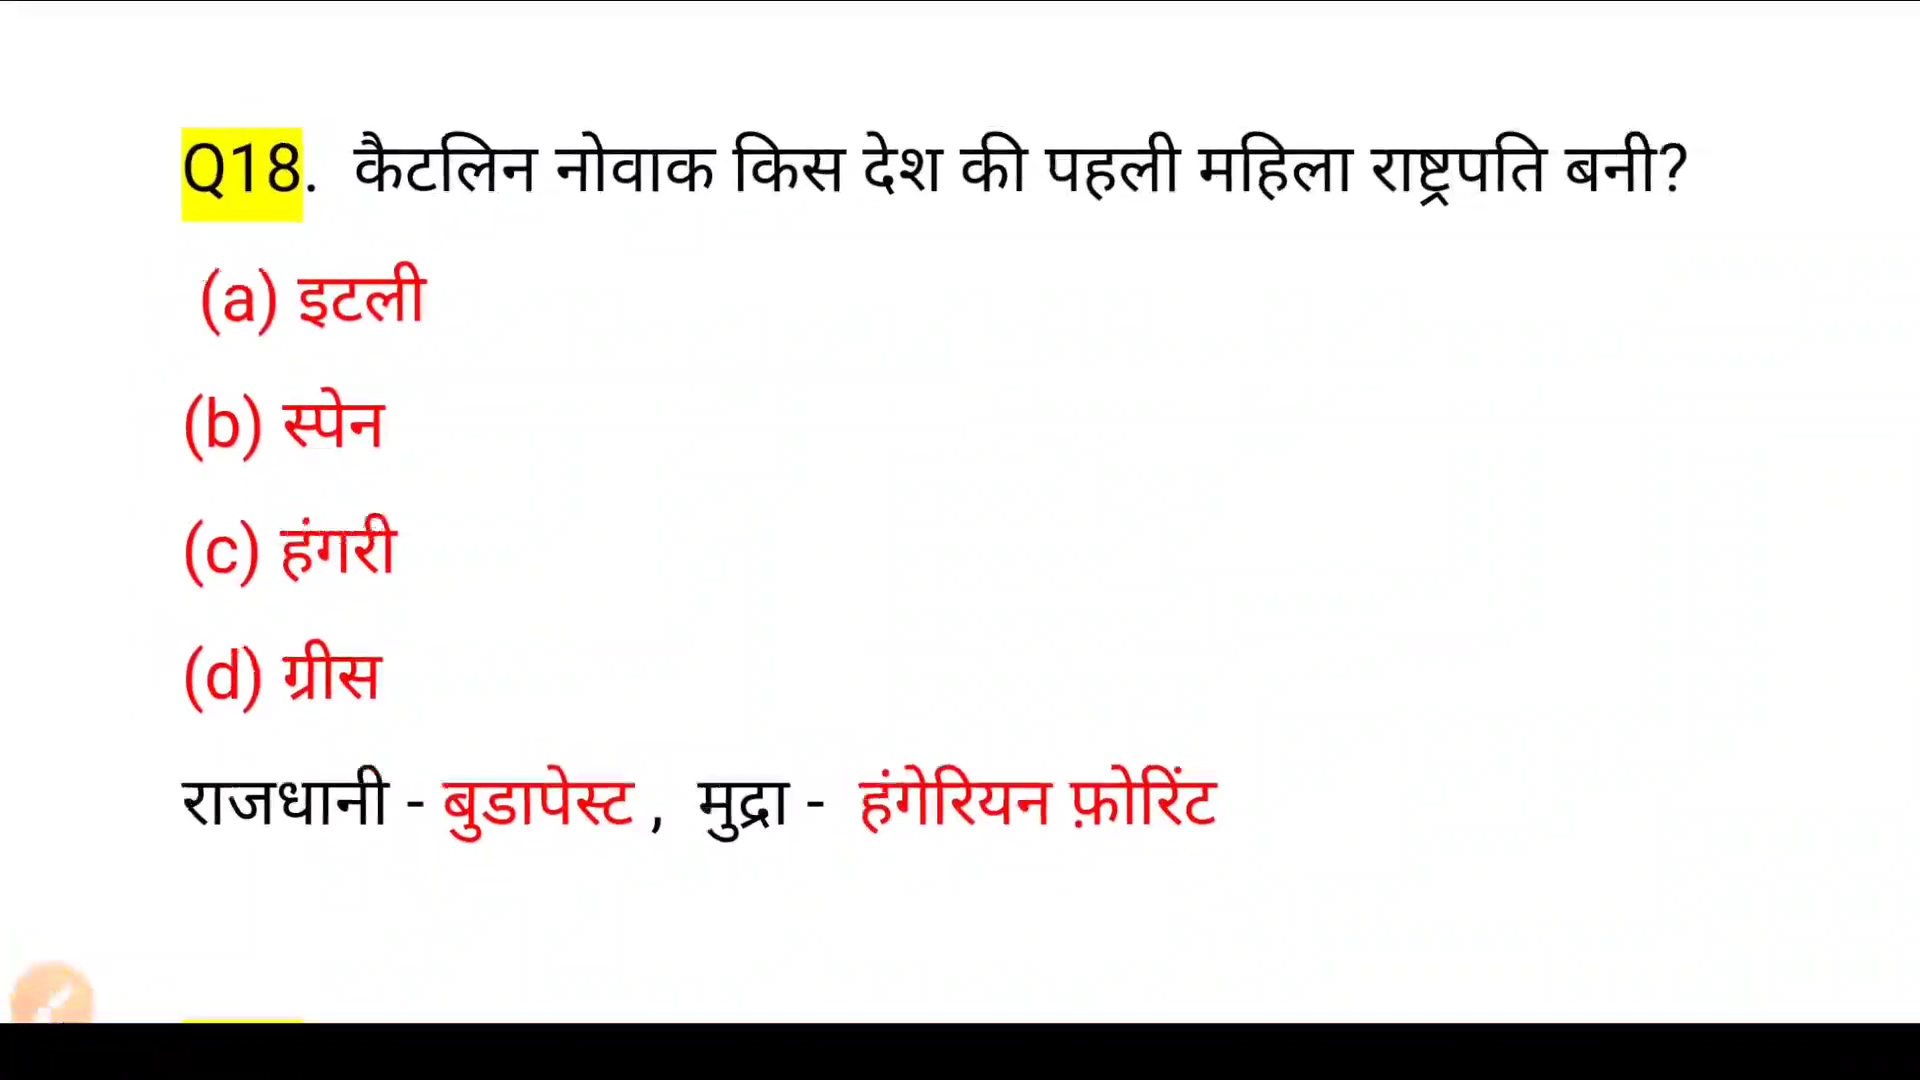 Q18. कैटलिन नोवाक किस देश की पहली महिला राष्ट्रपति बनी?
(a) इटली
(b) स्पेन
(c) हंगरी
(d) ग्रीस
राजधानी - बुडापेस्ट , मुद्रा - हंगेरियन फ़ोरिंट